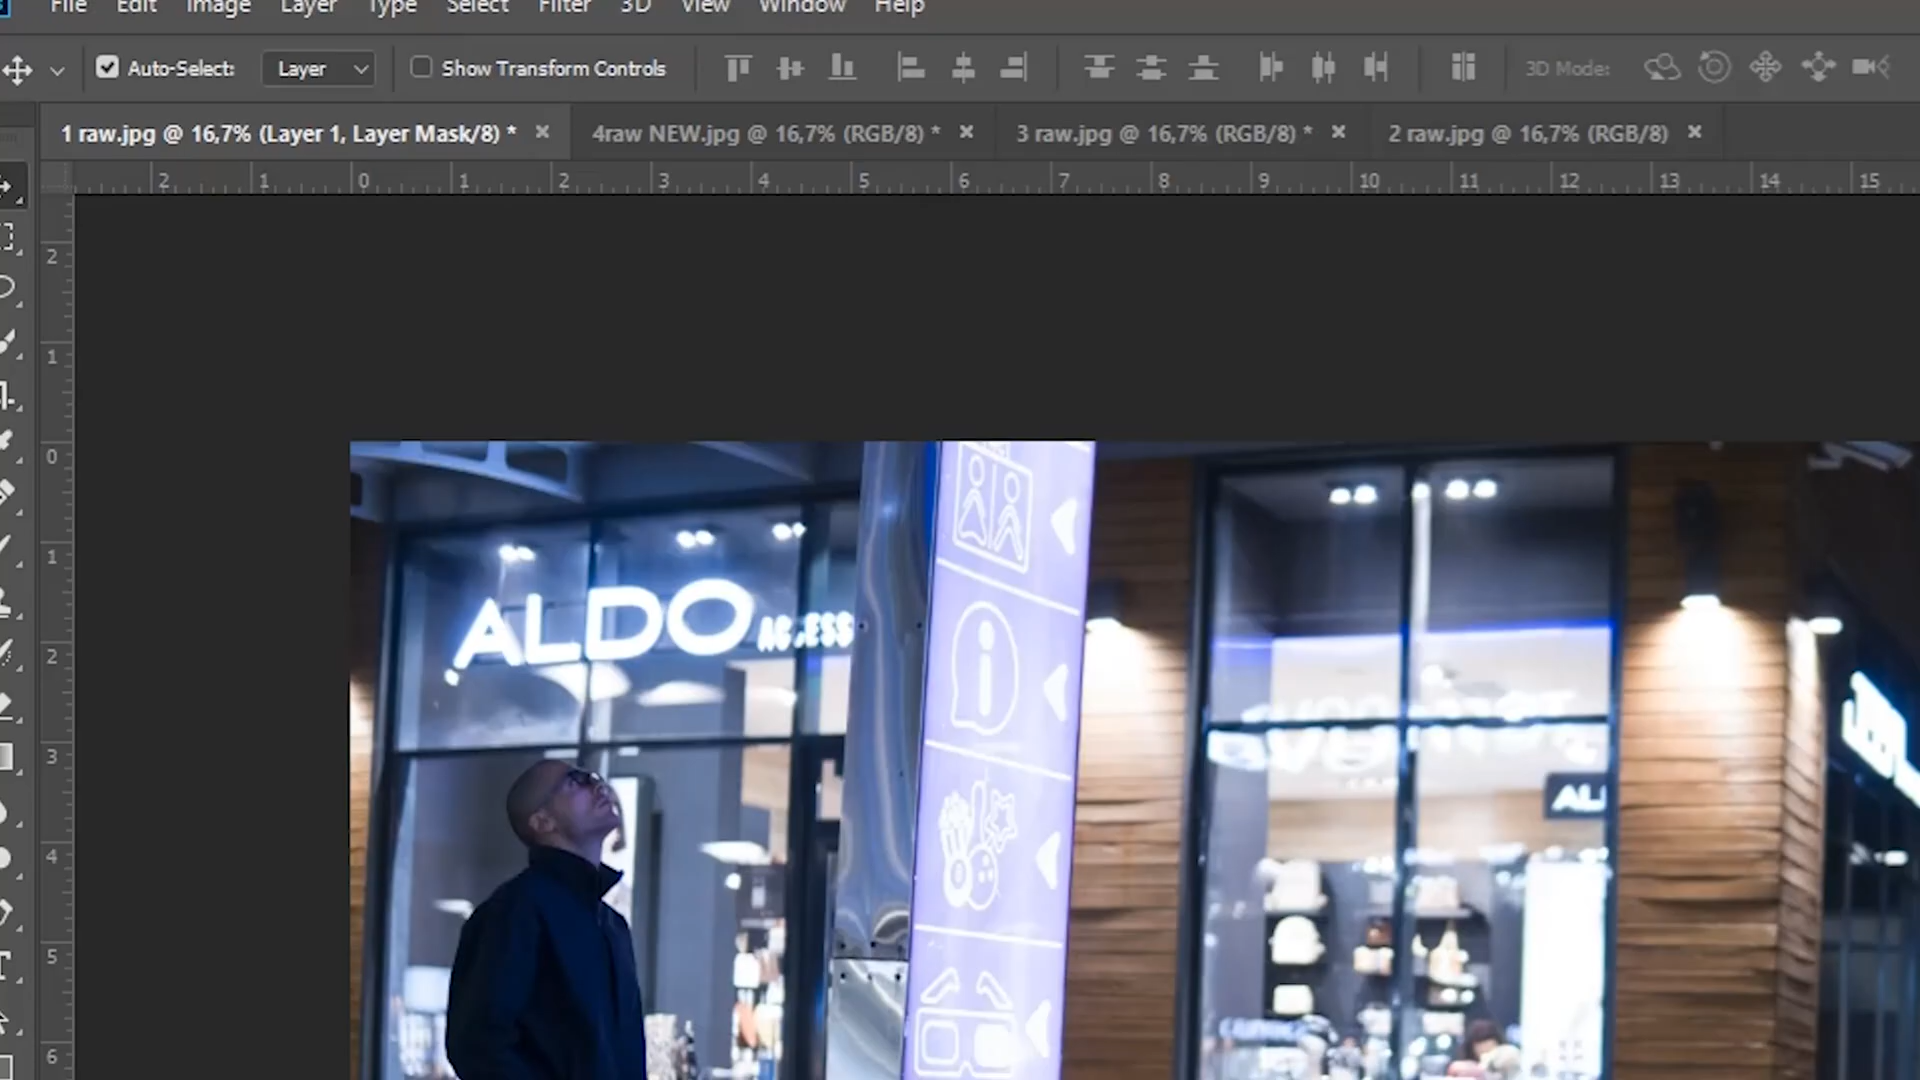 File Edit Image Layer Type Select Filter 3D View Window Help
Auto-Select: Layer Show Transform Controls 3D Mode:
1 raw.jpg @ 16,7% (Layer 1, Layer Mask/8) * × 4raw NEW.jpg @ 16,7% (RGB/8) * × 3 raw.jpg @ 16,7% (RGB/8) * × 2 raw.jpg @ 16,7% (RGB/8) ×
2 1 0 1 2 3 4 5 6 7 8 9 10 11 12 13 14 15
2
1
0
1
2
3
4
5
6
ALDO ACCESS
i
AL